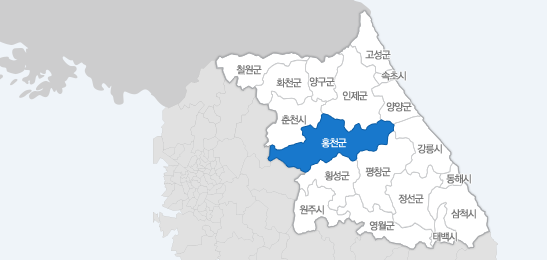 고성군
철원군
속초시
화천군
양구군
인제군
양양군
춘천시
홍천군
강릉시
횡성군
평창군
동해시
정선군
원주시
삼척시
영월군
태백시